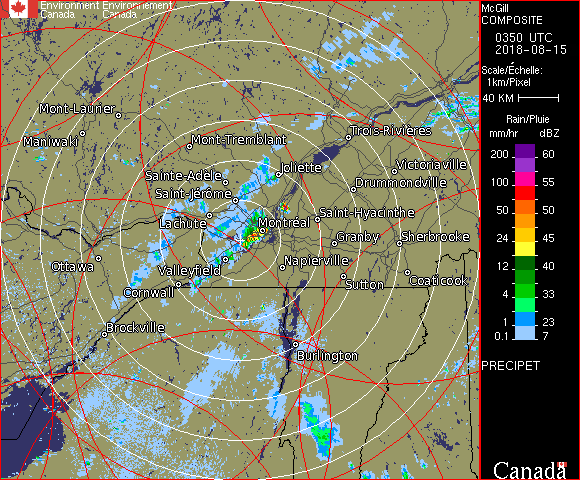 Environment Environnement
Canada Canada
McGill
COMPOSITE
0350 UTC
2018-08-15
Scale/Échelle:
1km/Pixel
40 KM
Rain/Pluie
mm/hr dBZ
200 60
100 55
50 50
24 45
12 40
4 33
1 23
0.1 7
PRECIPET
Canada
Mont-Laurier
Maniwaki
Mont-Tremblant
Trois-Rivières
Sainte-Adèle
Joliette
Victoriaville
Saint-Jérôme
Drummondville
Lachute
Saint-Hyacinthe
Montréal
Granby
Sherbrooke
Ottawa
Valleyfield
Napierville
Cornwall
Sutton
Coaticook
Brockville
Burlington